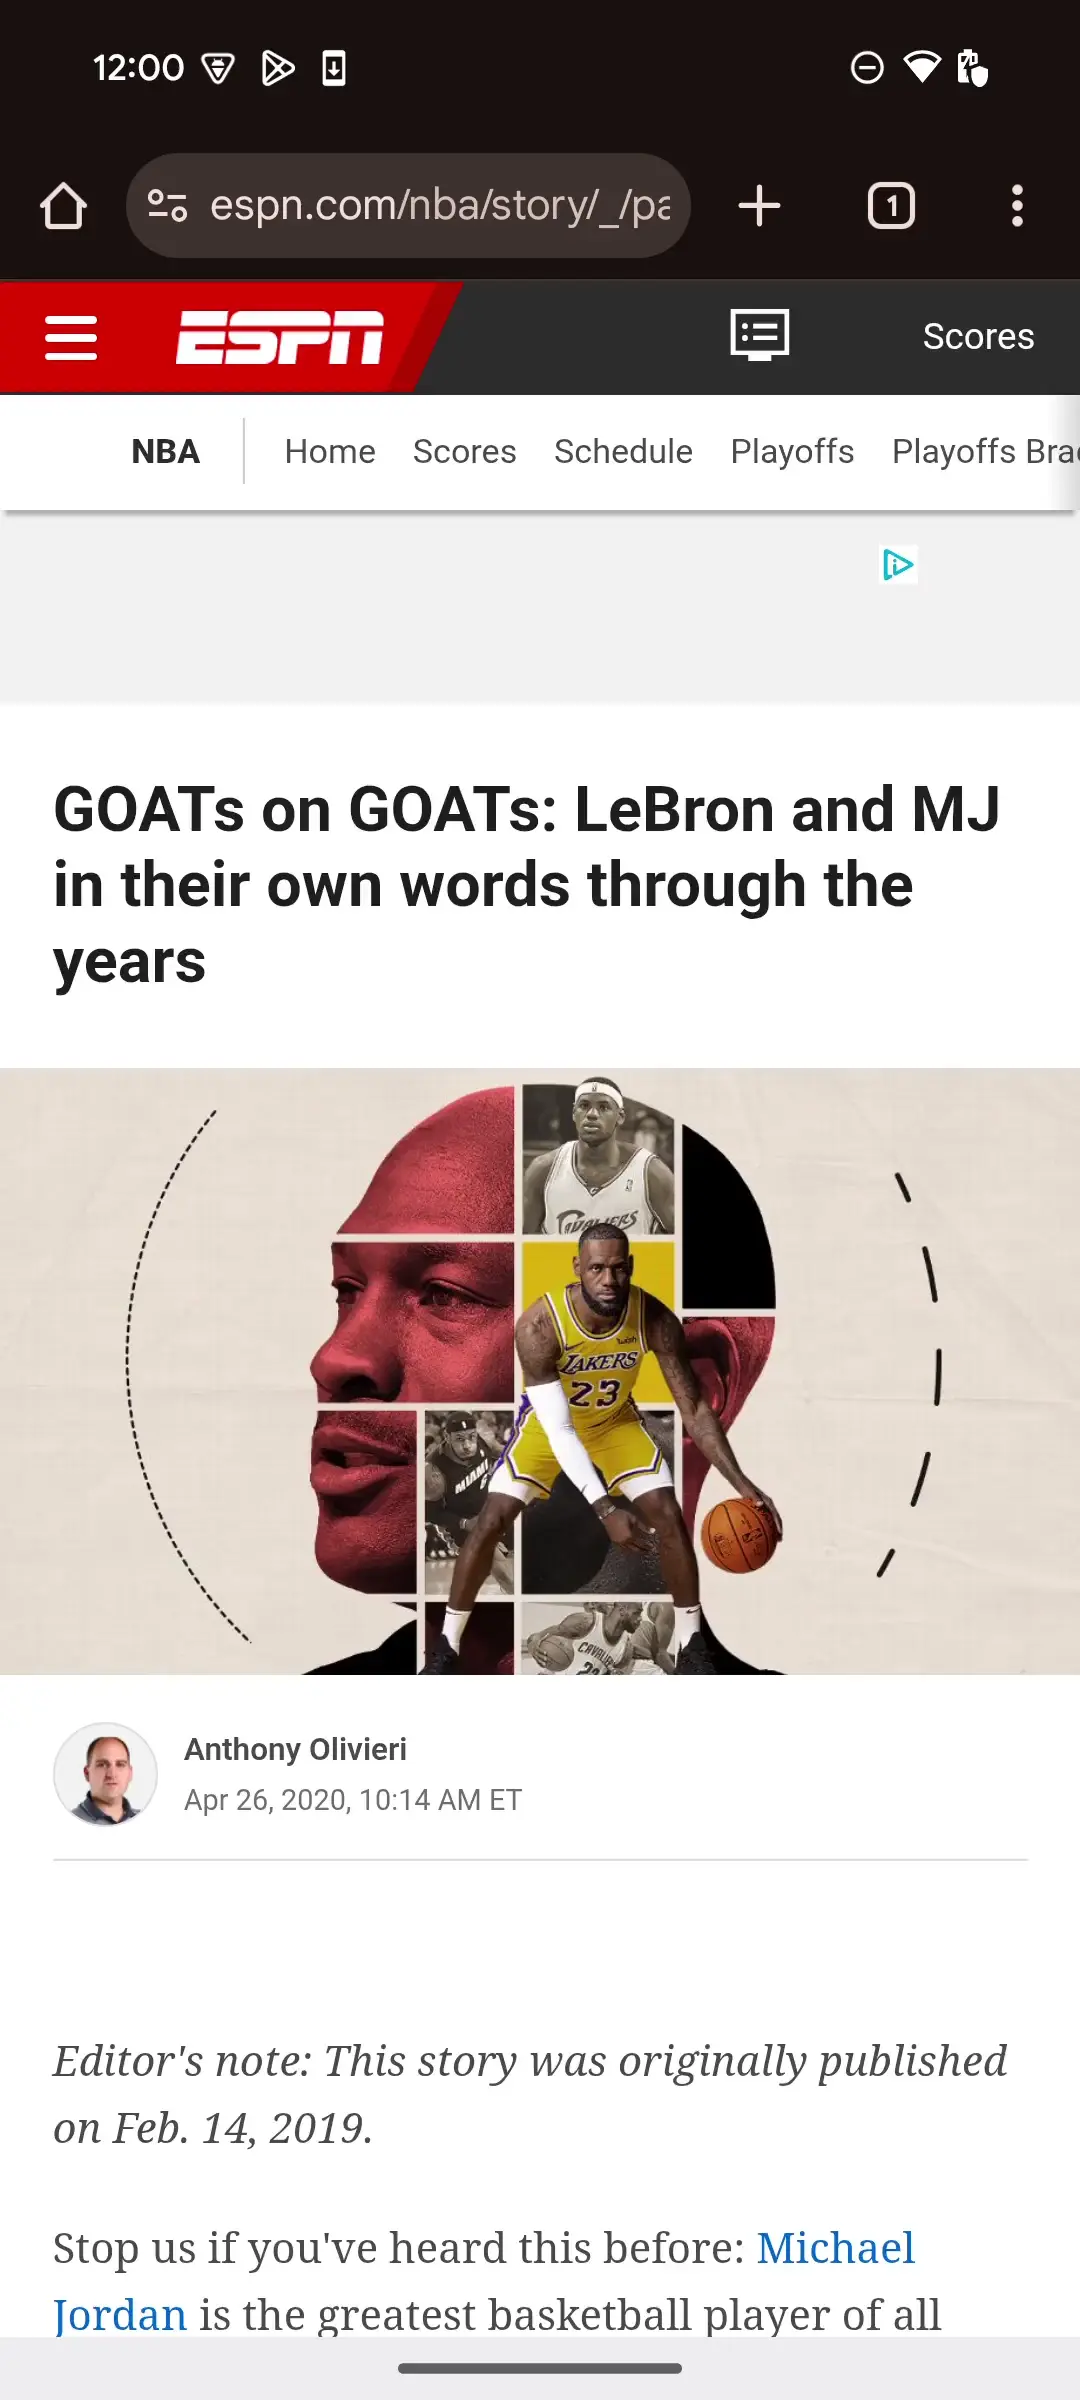 12:00
espn.com/nba/story/_/pa
1
ESPN
Scores
NBA
Home Scores Schedule Playoffs Playoffs Bra
GOATs on GOATs: LeBron and MJ
in their own words through the
years
CAVALIERS
LAKERS
23
MIAMI
6
CAVALIERS
23
Anthony Olivieri
Apr 26, 2020, 10:14 AM ET
Editor's note: This story was originally published
on Feb. 14, 2019.
Stop us if you've heard this before: Michael
Jordan is the greatest basketball player of all